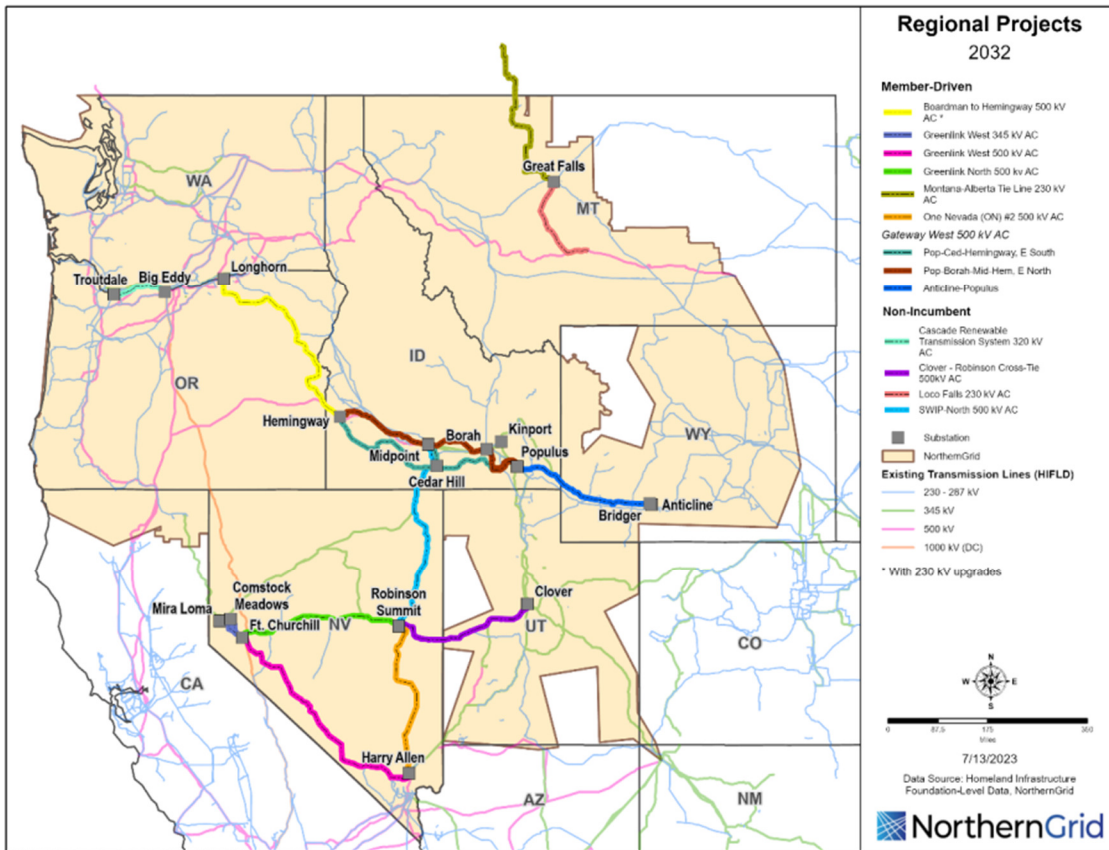 Regional Projects
2032
Member-Driven
Boardman to Hemingway 500 kV
AC *
Greenlink West 345 kV AC
Greenlink West 500 kV AC
Greenlink North 500 kv AC
Montana-Alberta Tie Line 230 kV
AC
One Nevada (ON) #2 500 kV AC
Gateway West 500 kV AC
Pop-Ced-Hemingway, E South
Pop-Borah-Mid-Hem, E North
Anticline-Populus
Non-Incumbent
Cascade Renewable
Transmission System 320 kV
AC
Clover - Robinson Cross-Tie
500kV AC
Loco Falls 230 kV AC
SWIP-North 500 kV AC
Substation
NorthernGrid
Existing Transmission Lines (HIFLD)
230 - 287 kV
345 kV
500 kV
1000 kV (DC)
* With 230 kV upgrades
N
W E
S
0 87.5 175 350
Miles
7/13/2023
Data Source: Homeland Infrastructure
Foundation-Level Data, NorthernGrid
NorthernGrid
WA
Great Falls
MT
Longhorn
Big Eddy
Troutdale
ID
OR
Hemingway
Kinport
Borah
WY
Midpoint
Populus
Cedar Hill
Anticline
Bridger
Comstock
Meadows
Robinson
Summit
Clover
Mira Loma
Ft. Churchill
NV
UT
CO
CA
Harry Allen
AZ
NM